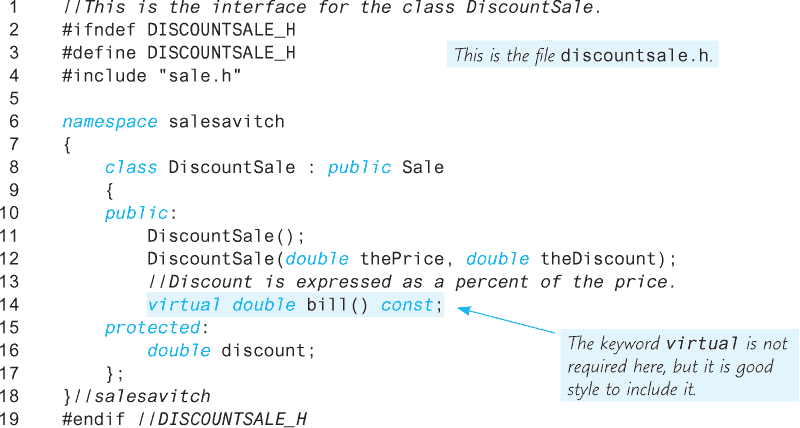 1 //This is the interface for the class DiscountSale.
2 #ifndef DISCOUNTSALE_H
3 #define DISCOUNTSALE_H
This is the file discountsale.h.
4 #include "sale.h"
5
6 namespace salesavitch
7 {
8 class DiscountSale : public Sale
9 {
10 public:
11 DiscountSale();
12 DiscountSale(double thePrice, double theDiscount);
13 //Discount is expressed as a percent of the price.
14 virtual double bill() const;
15 protected:
16 double discount;
17 };
18 }//salesavitch
19 #endif //DISCOUNTSALE_H
The keyword virtual is not
required here, but it is good
style to include it.